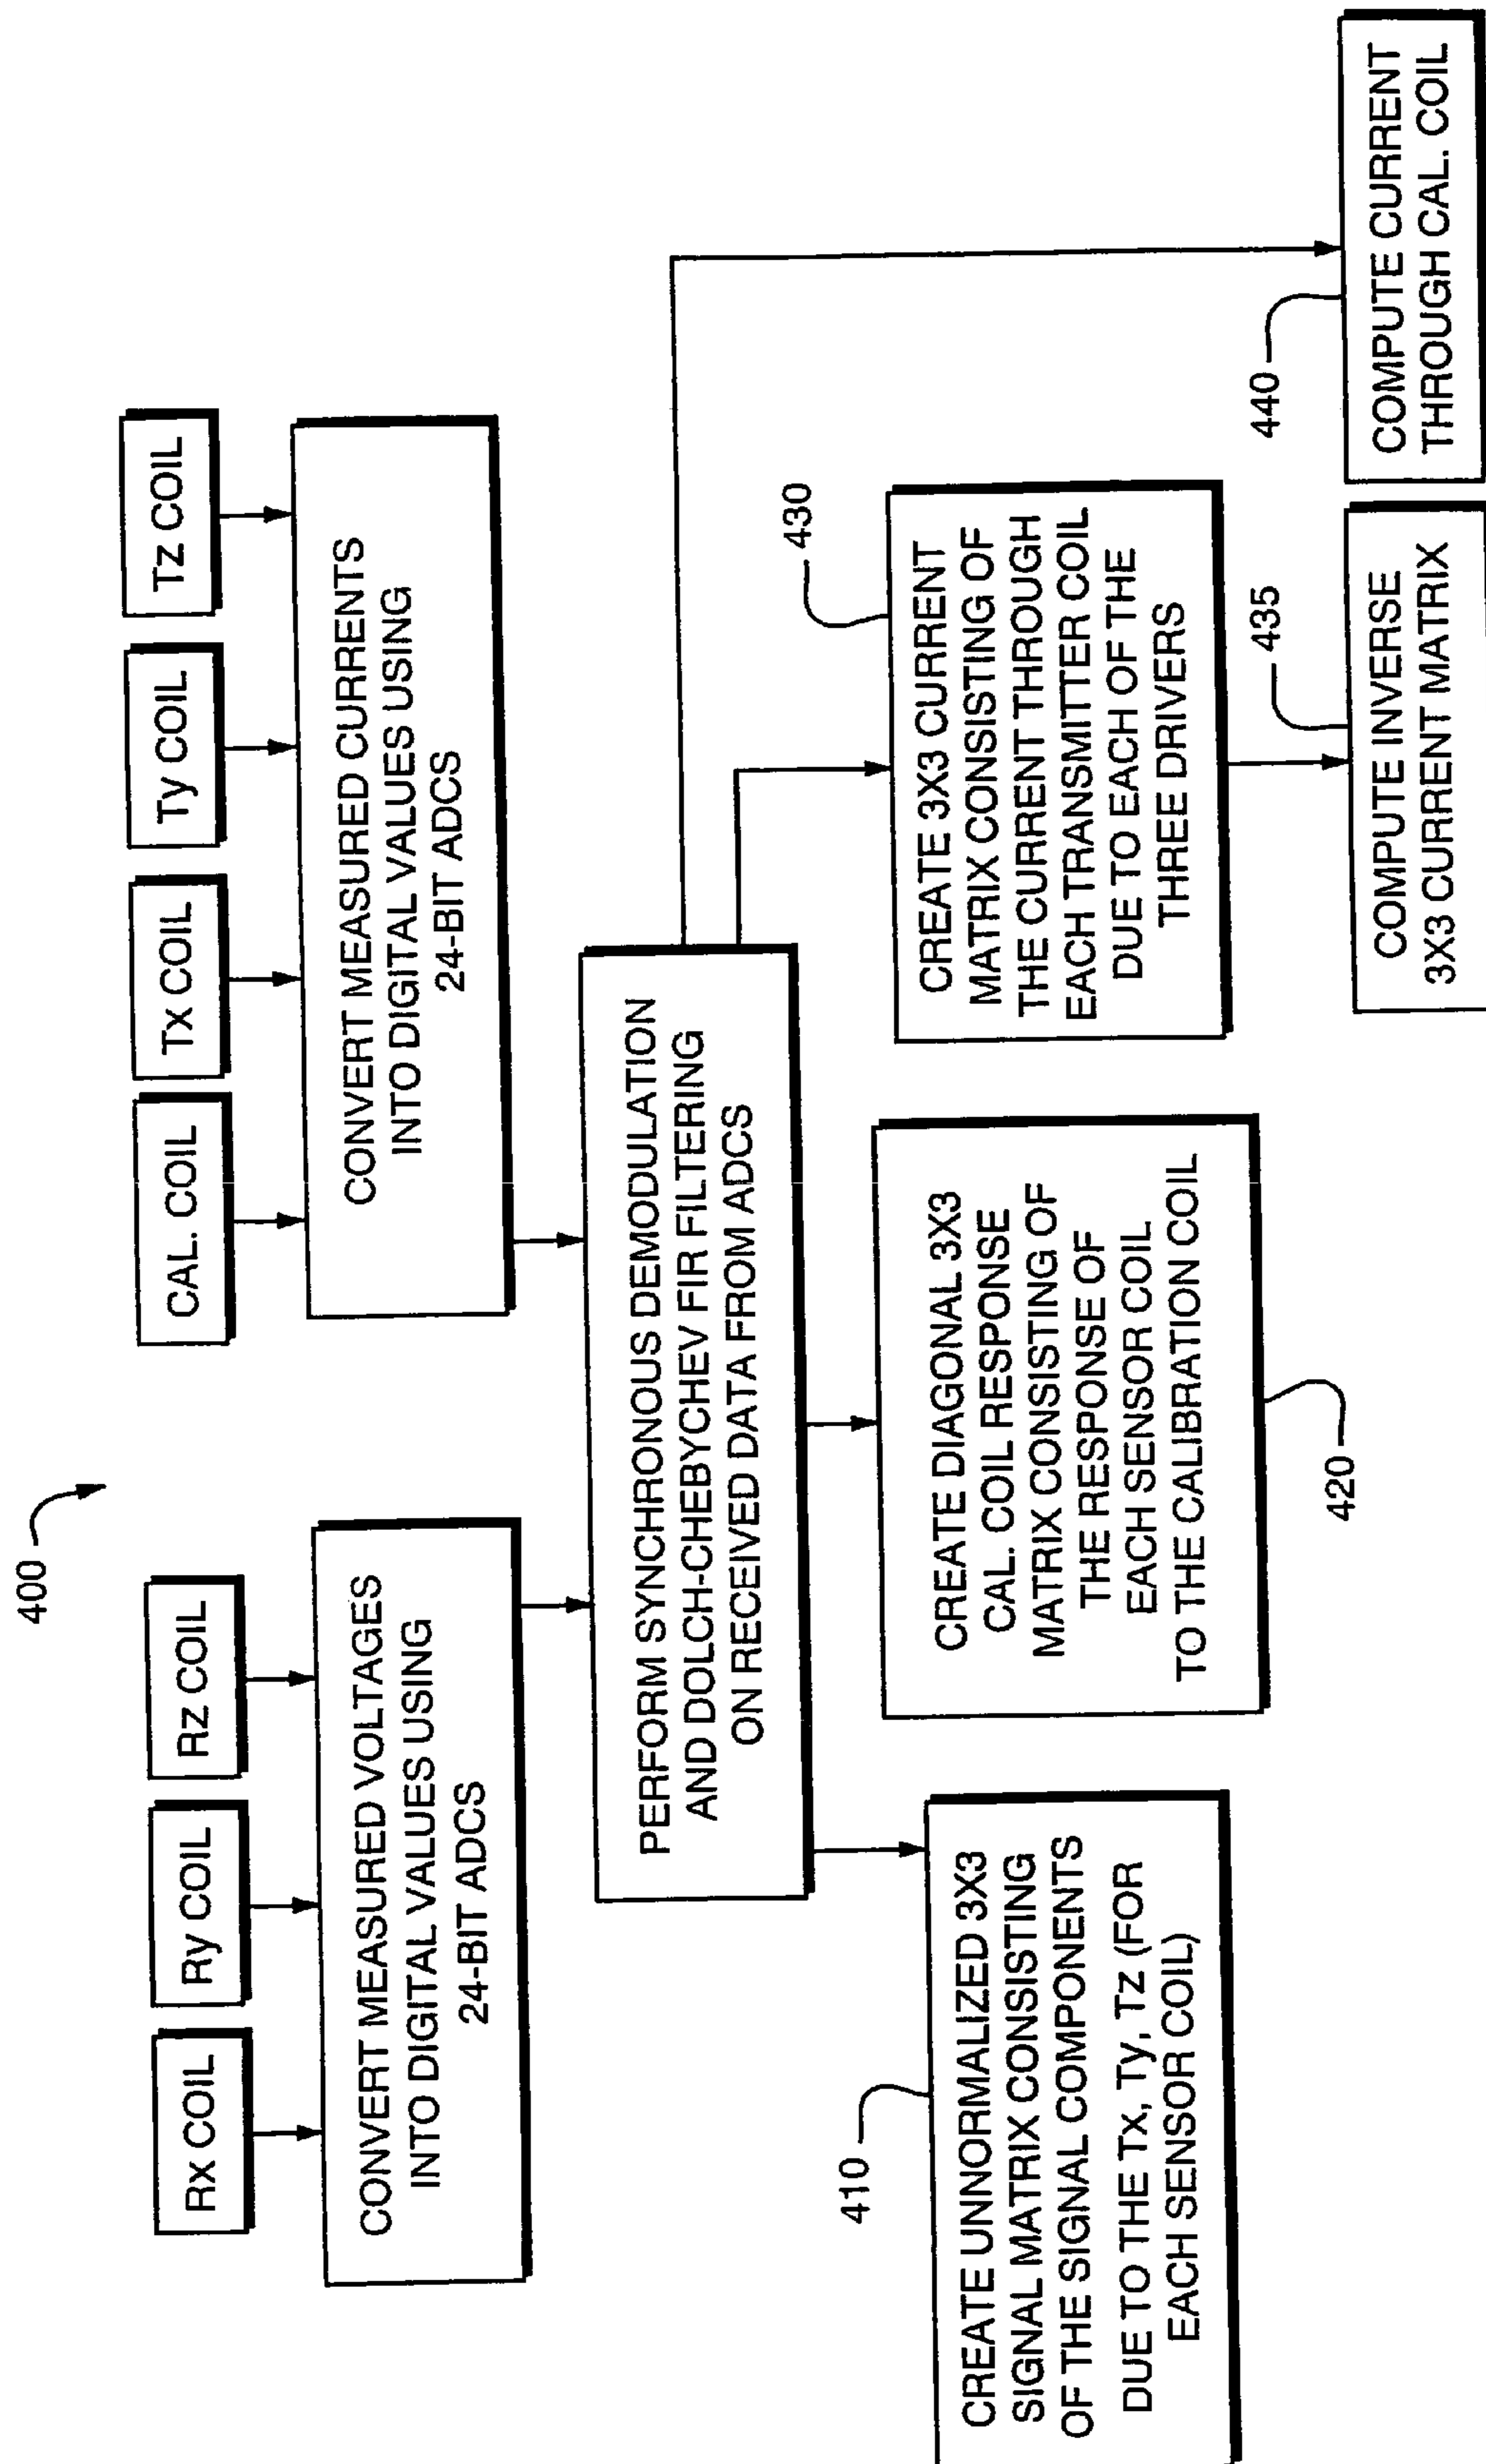 400
Rx COIL
Ry COIL
Rz COIL
CAL. COIL
Tx COIL
Ty COIL
Tz COIL
CONVERT MEASURED VOLTAGES
INTO DIGITAL VALUES USING
24-BIT ADCS
CONVERT MEASURED CURRENTS
INTO DIGITAL VALUES USING
24-BIT ADCS
PERFORM SYNCHRONOUS DEMODULATION
AND DOLCH-CHEBYCHEV FIR FILTERING
ON RECEIVED DATA FROM ADCS
410
CREATE UNNORMALIZED 3X3
SIGNAL MATRIX CONSISTING
OF THE SIGNAL COMPONENTS
DUE TO THE Tx, Ty, Tz (FOR
EACH SENSOR COIL)
CREATE DIAGONAL 3X3
CAL. COIL RESPONSE
MATRIX CONSISTING OF
THE RESPONSE OF
EACH SENSOR COIL
TO THE CALIBRATION COIL
420
430
CREATE 3X3 CURRENT
MATRIX CONSISTING OF
THE CURRENT THROUGH
EACH TRANSMITTER COIL
DUE TO EACH OF THE
THREE DRIVERS
435
COMPUTE INVERSE
3X3 CURRENT MATRIX
440
COMPUTE CURRENT
THROUGH CAL. COIL